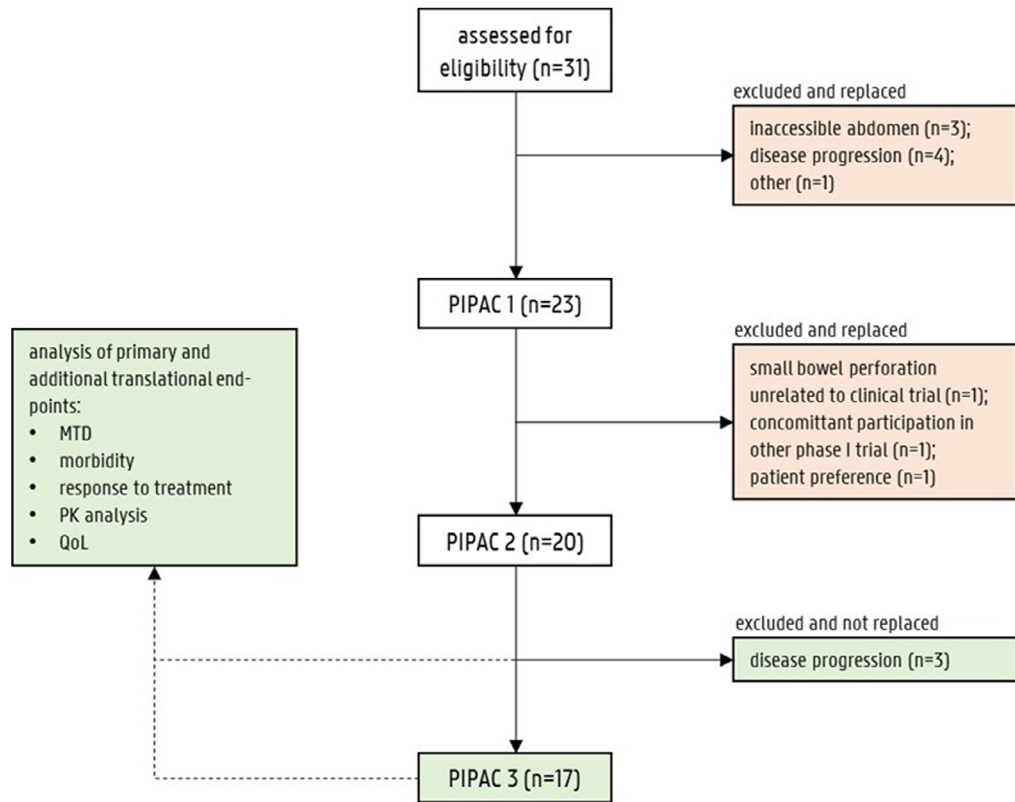 assessed for
eligibility (n=31)
excluded and replaced
inaccessible abdomen (n=3);
disease progression (n=4);
other (n=1)
PIPAC 1 (n=23)
excluded and replaced
small bowel perforation
unrelated to clinical trial (n=1);
concomittant participation in
other phase I trial (n=1);
patient preference (n=1)
analysis of primary and
additional translational end-
points:
• MTD
• morbidity
• response to treatment
• PK analysis
• QoL
PIPAC 2 (n=20)
excluded and not replaced
disease progression (n=3)
PIPAC 3 (n=17)